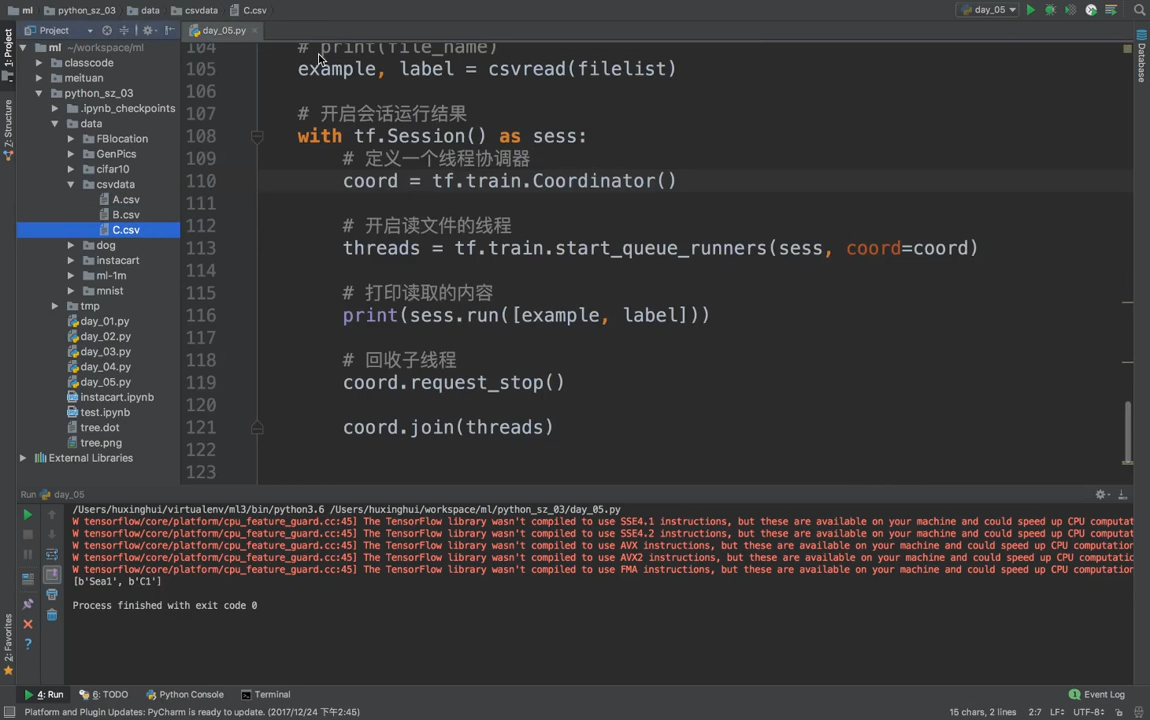 ml
python_sz_03
data
csvdata
C.csv
day_05
Project
day_05.py
1: Project
Z: Structure
2: Favorites
Database
ml ~/workspace/ml
classcode
meituan
python_sz_03
.ipynb_checkpoints
data
FBlocation
GenPics
cifar10
csvdata
A.csv
B.csv
C.csv
dog
instacart
ml-1m
mnist
tmp
day_01.py
day_02.py
day_03.py
day_04.py
day_05.py
instacart.ipynb
test.ipynb
tree.dot
tree.png
External Libraries
104 # print(file_name)
105 example, label = csvread(filelist)
106
107 # 开启会话运行结果
108 with tf.Session() as sess:
109 # 定义一个线程协调器
110 coord = tf.train.Coordinator()
111
112 # 开启读文件的线程
113 threads = tf.train.start_queue_runners(sess, coord=coord)
114
115 # 打印读取的内容
116 print(sess.run([example, label]))
117
118 # 回收子线程
119 coord.request_stop()
120
121 coord.join(threads)
122
123
Run day_05
/Users/huxinghui/virtualenv/ml3/bin/python3.6 /Users/huxinghui/workspace/ml/python_sz_03/day_05.py
W tensorflow/core/platform/cpu_feature_guard.cc:45] The TensorFlow library wasn't compiled to use SSE4.1 instructions, but these are available on your machine and could speed up CPU computat
W tensorflow/core/platform/cpu_feature_guard.cc:45] The TensorFlow library wasn't compiled to use SSE4.2 instructions, but these are available on your machine and could speed up CPU computat
W tensorflow/core/platform/cpu_feature_guard.cc:45] The TensorFlow library wasn't compiled to use AVX instructions, but these are available on your machine and could speed up CPU computation
W tensorflow/core/platform/cpu_feature_guard.cc:45] The TensorFlow library wasn't compiled to use AVX2 instructions, but these are available on your machine and could speed up CPU computatio
W tensorflow/core/platform/cpu_feature_guard.cc:45] The TensorFlow library wasn't compiled to use FMA instructions, but these are available on your machine and could speed up CPU computation
[b'Sea1', b'C1']
Process finished with exit code 0
4: Run
6: TODO
Python Console
Terminal
Event Log
Platform and Plugin Updates: PyCharm is ready to update. (2017/12/24 下午2:45)
15 chars, 2 lines 2:7 LF÷ UTF-8÷